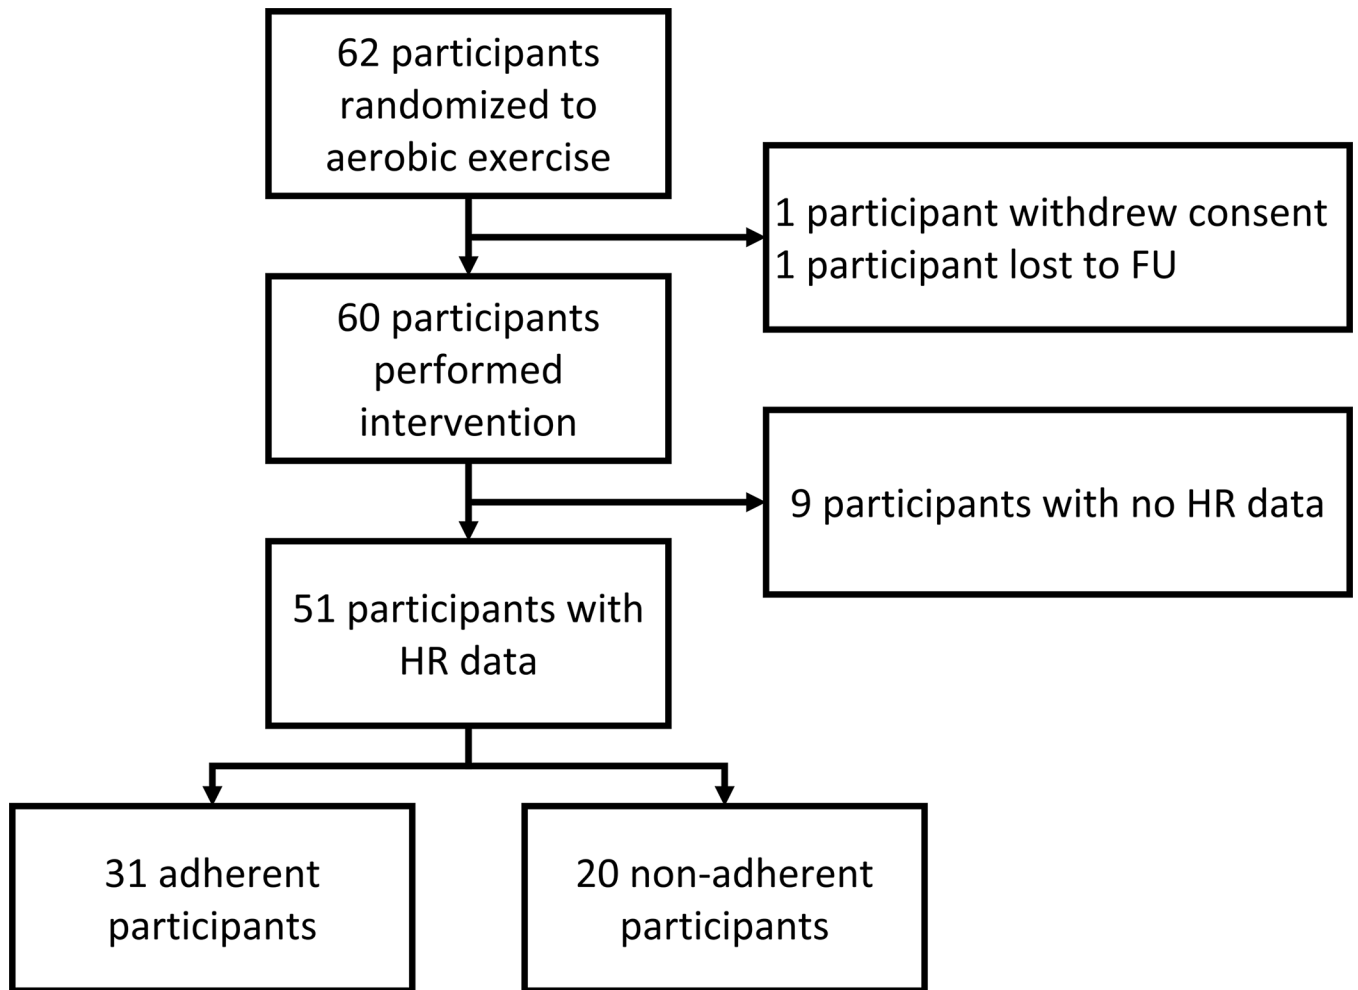 62 participants
randomized to
aerobic exercise
1 participant withdrew consent
1 participant lost to FU
60 participants
performed
intervention
9 participants with no HR data
51 participants with
HR data
31 adherent
participants
20 non-adherent
participants